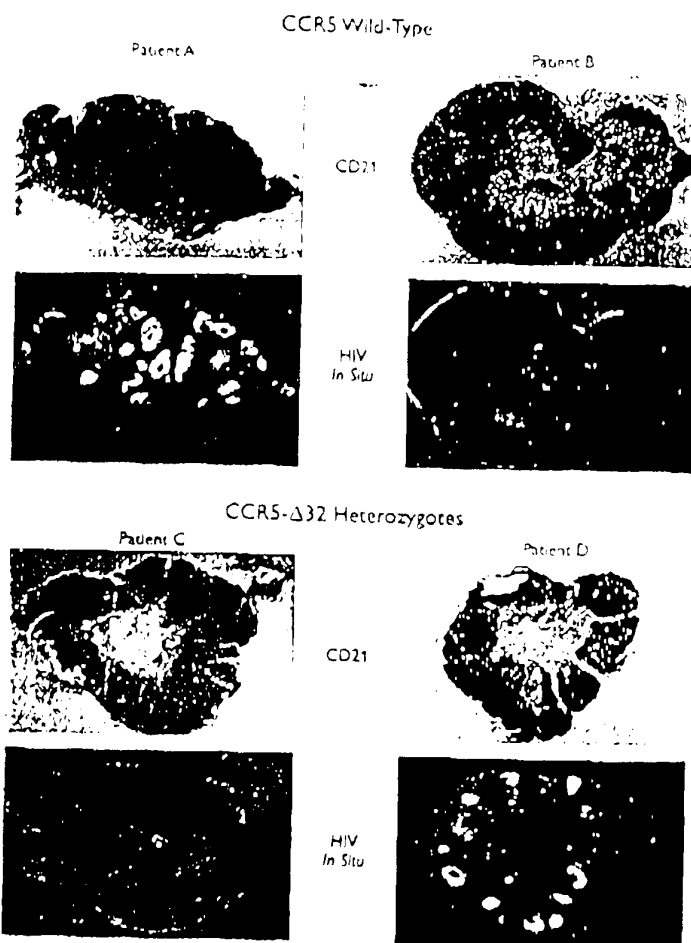 CCR5 Wild-Type
Patient A
Patient B
CD21
HIV
In Situ
CCR5-Δ32 Heterozygotes
Patient C
Patient D
CD21
HIV
In Situ